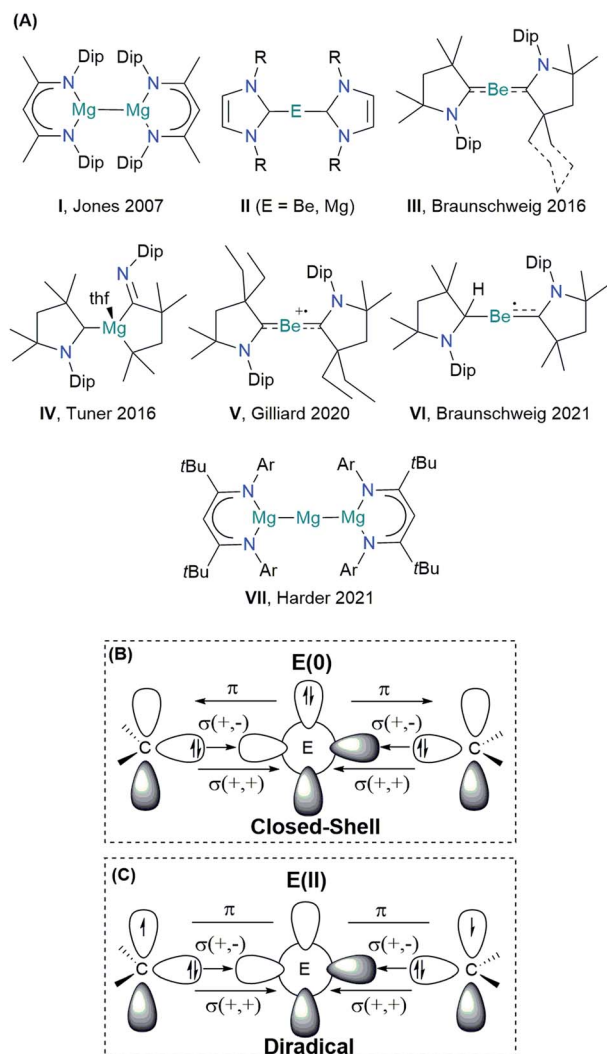 (A)
Dip Dip
N N
Mg Mg
N N
Dip Dip
I, Jones 2007
R R
N N
E
N N
R R
II (E = Be, Mg)
Dip
N
Be
N
Dip
III, Braunschweig 2016
Dip
N
thf
Mg
N
Dip
IV, Tuner 2016
Dip
N
+•
Be
N
Dip
V, Gilliard 2020
Dip
H N
•
Be
N
Dip
VI, Braunschweig 2021
tBu Ar Ar tBu
N N
Mg Mg Mg
N N
tBu Ar Ar tBu
VII, Harder 2021
(B)
E(0)
π π
σ(+,-) σ(+,-)
C E C
σ(+,+) σ(+,+)
Closed-Shell
(C)
E(II)
π π
σ(+,-) σ(+,-)
C E C
σ(+,+) σ(+,+)
Diradical